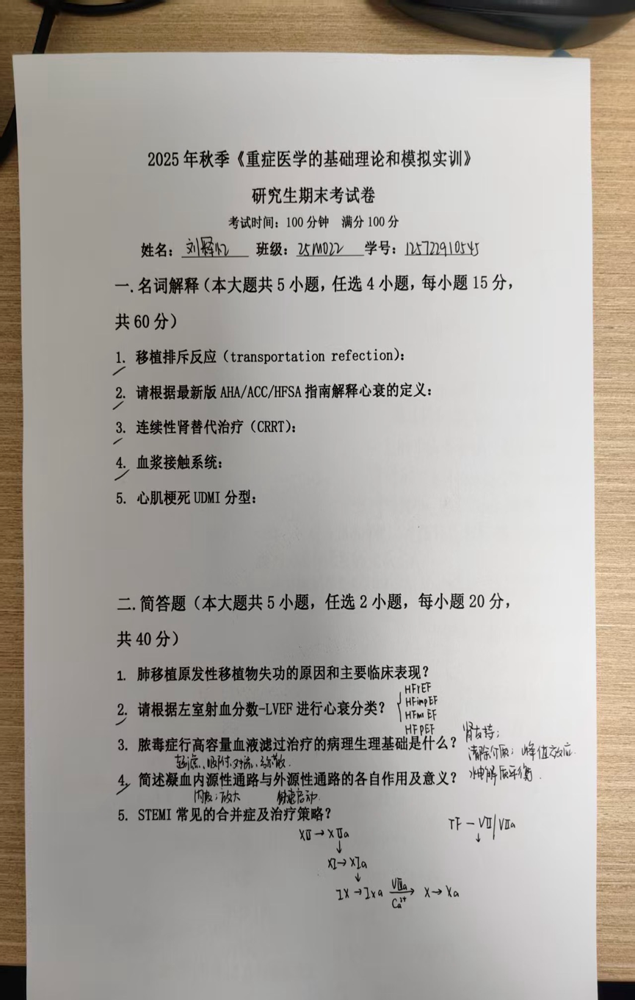 2025年秋季《重症医学的基础理论和模拟实训》
研究生期末考试卷
考试时间：100分钟 满分100分
姓名：刘 班级：25M022 学号：125722910545
一.名词解释（本大题共5小题，任选4小题，每小题15分，
共60分）
1. 移植排斥反应（transportation refection）：
2. 请根据最新版AHA/ACC/HFSA指南解释心衰的定义：
3. 连续性肾替代治疗（CRRT）：
4. 血浆接触系统：
5. 心肌梗死UDMI分型：
二.简答题（本大题共5小题，任选2小题，每小题20分，
共40分）
1. 肺移植原发性移植物失功的原因和主要临床表现？
HFrEF
HFimpEF
2. 请根据左室射血分数-LVEF进行心衰分类？
HFmrEF
HFpEF
肾支持；
3. 脓毒症行高容量血液滤过治疗的病理生理基础是什么？
清除介质；峰值效应.
超滤、吸附、对流、弥散.
水电解质平衡.
4. 简述凝血内源性通路与外源性通路的各自作用及意义？
内源；放大 快速启动.
5. STEMI常见的合并症及治疗策略？
TF－VII/VIIa
↓
XII→XIIa
↓
XI→XIa
↓
IX→IXa VIIIa Ca²⁺ → X→Xa